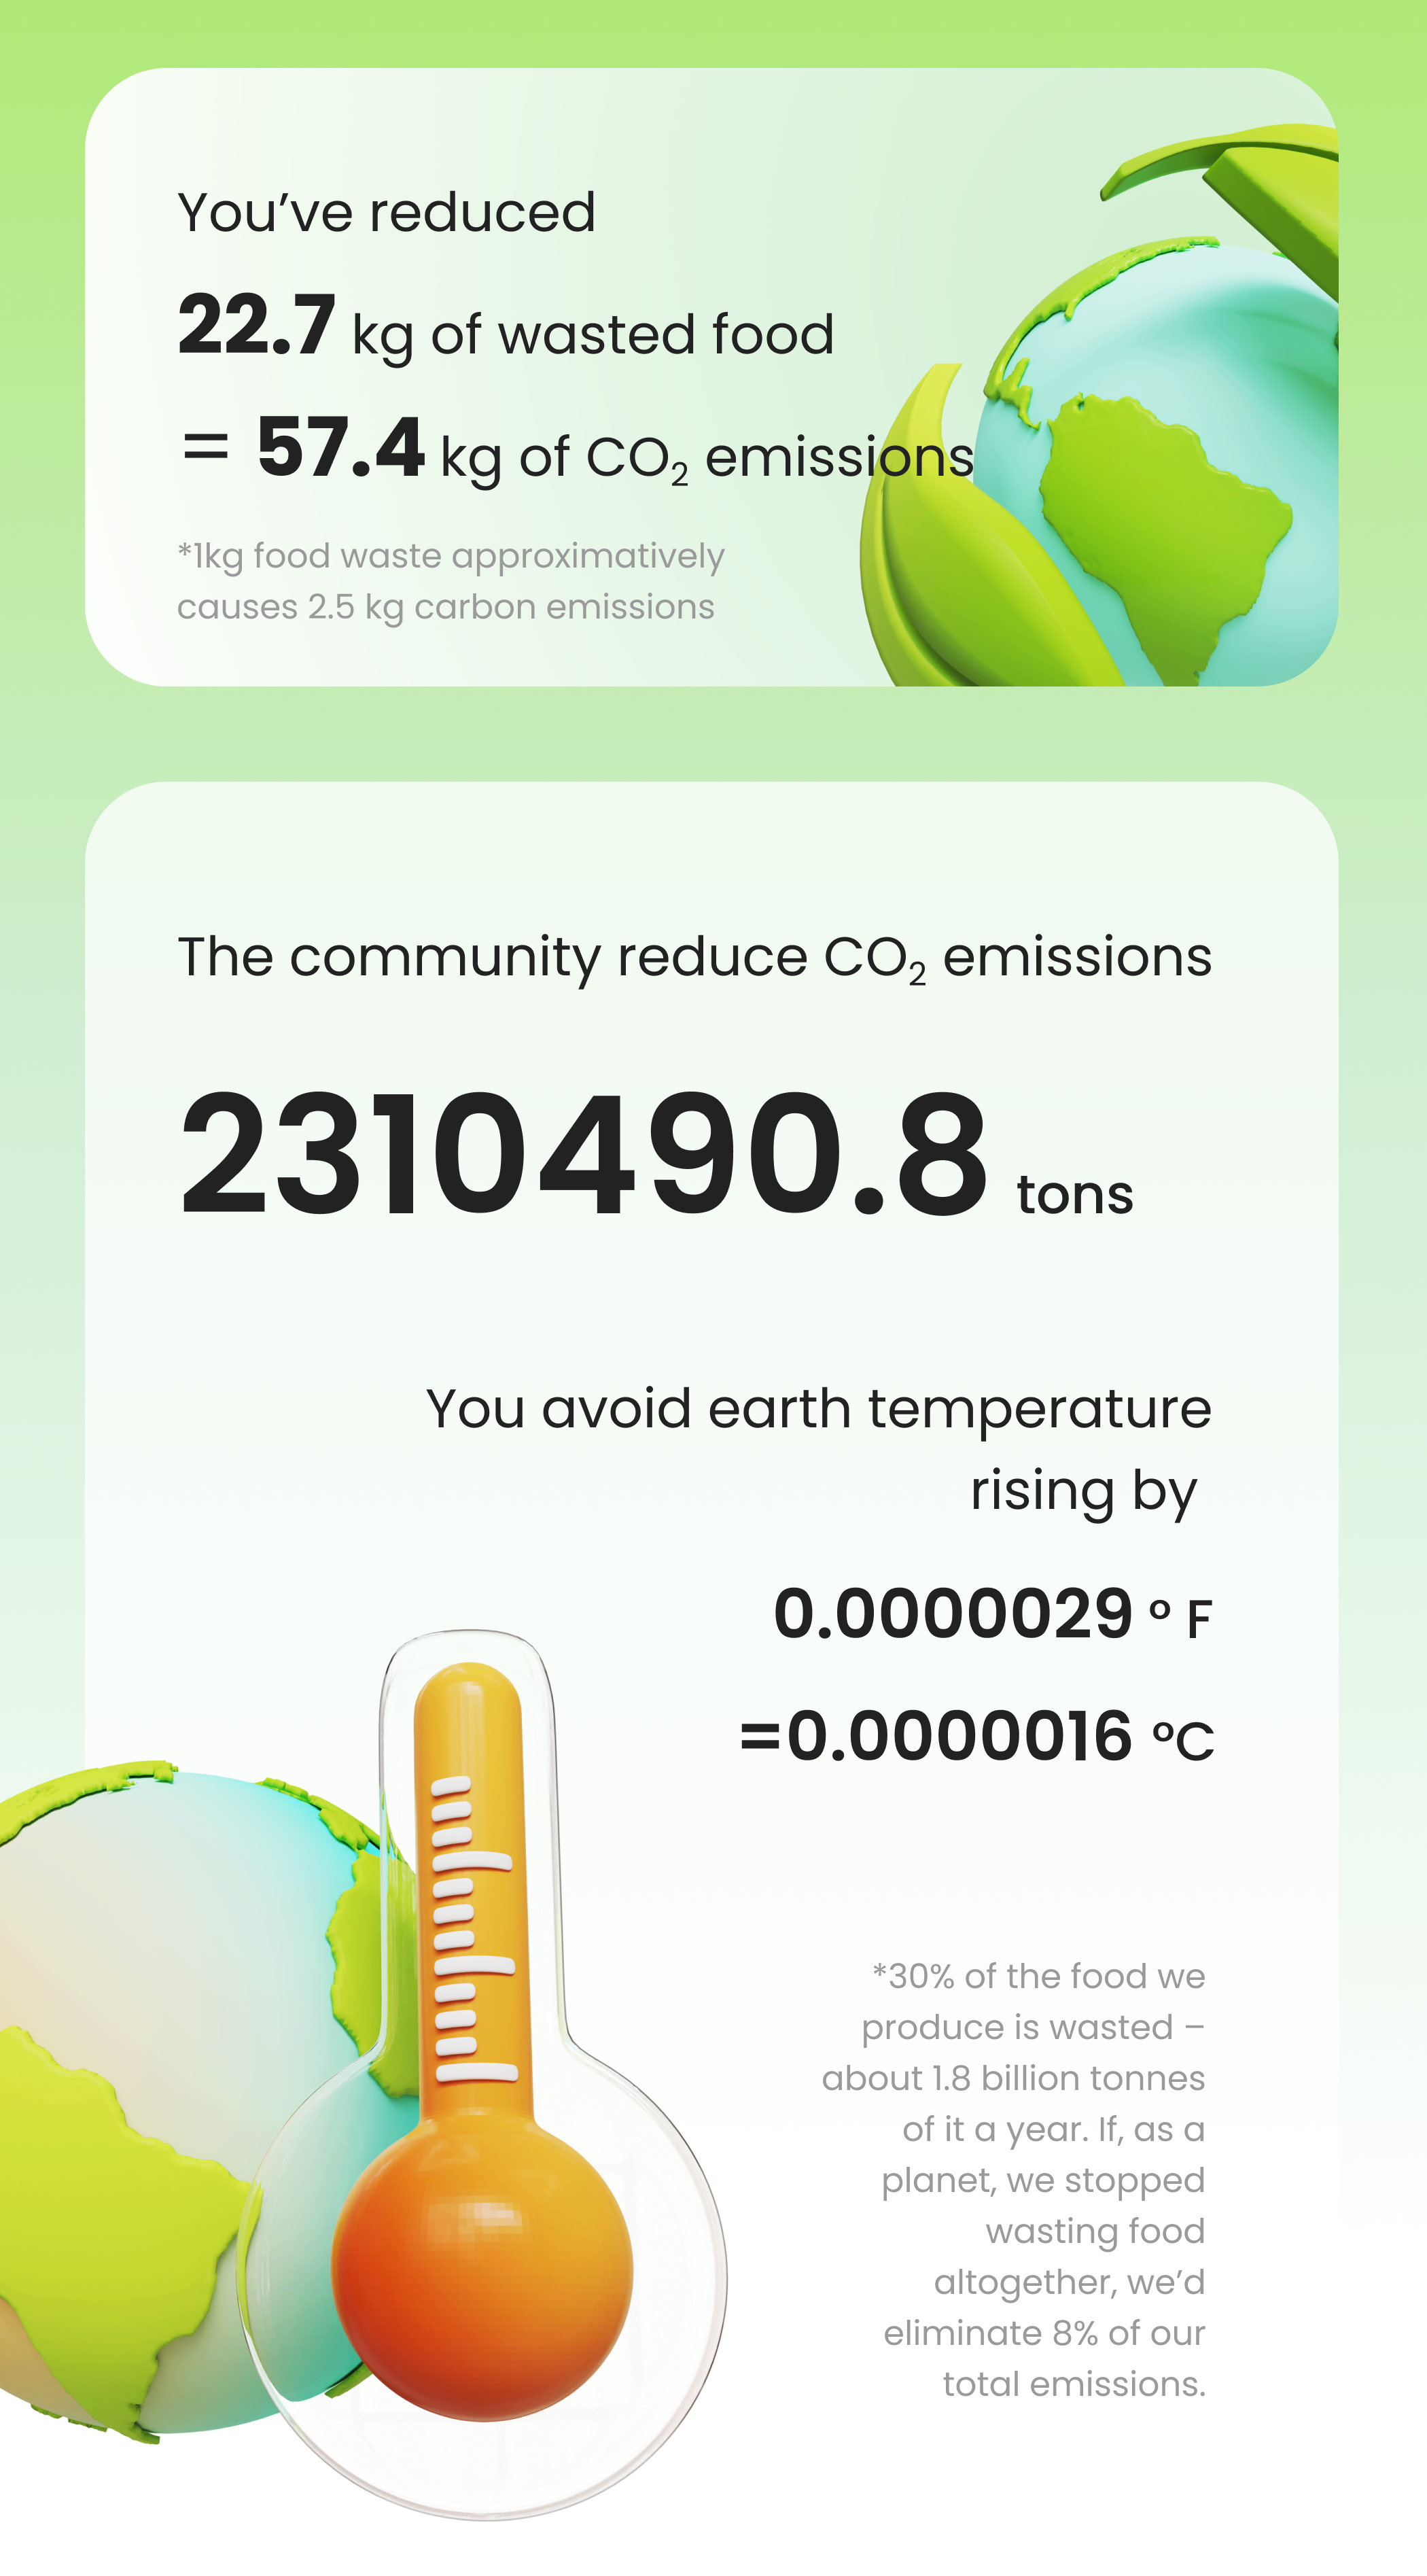 You’ve reduced
22.7 kg of wasted food
= 57.4 kg of CO₂ emissions
*1kg food waste approximatively
causes 2.5 kg carbon emissions
The community reduce CO₂ emissions
2310490.8 tons
You avoid earth temperature
rising by
0.0000029 ° F
=0.0000016 °C
*30% of the food we
produce is wasted –
about 1.8 billion tonnes
of it a year. If, as a
planet, we stopped
wasting food
altogether, we’d
eliminate 8% of our
total emissions.